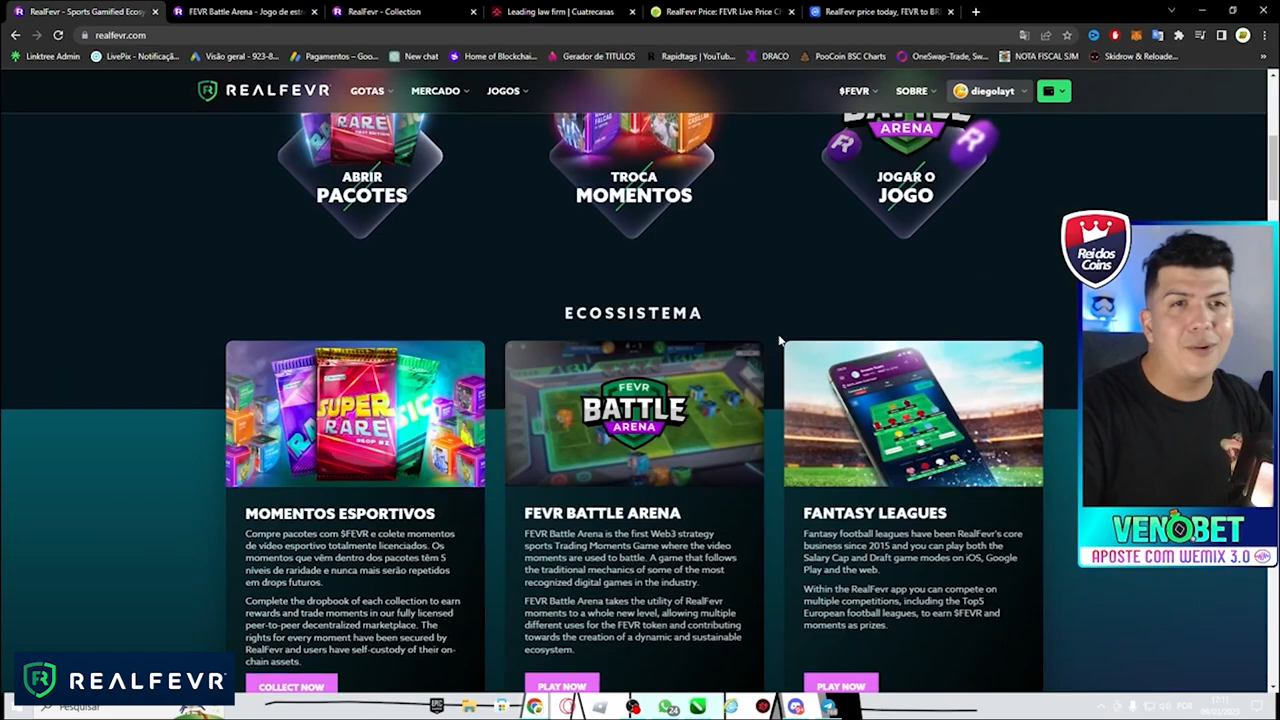 RealFevr - Sports Gamified Ecosy
FEVR Battle Arena - Jogo de estr
RealFevr - Collection
Leading law firm | Cuatrecasas
RealFevr Price: FEVR Live Price C
RealFevr price today, FEVR to BR
realfevr.com
Linktree Admin
LivePix - Notificaçã...
Visão geral - 923-8...
Pagamentos – Goo...
New chat
Home of Blockchai...
Gerador de TITULOS
Rapidtags | YouTub...
DRACO
PooCoin BSC Charts
OneSwap-Trade, Sw...
NOTA FISCAL SJM
Skidrow & Reloade...
REALFEVR
GOTAS
MERCADO
JOGOS
$FEVR
SOBRE
diegolayt
RARE
BATTLE
ARENA
ABRIR
PACOTES
TROCA
MOMENTOS
JOGAR O
JOGO
Rei dos
Coins
ECOSSISTEMA
SUPER
RARE
FEVR
BATTLE
ARENA
MOMENTOS ESPORTIVOS
Compre pacotes com $FEVR e colete momentos
de vídeo esportivo totalmente licenciados. Os
momentos que vêm dentro dos pacotes têm 5
níveis de raridade e nunca mais serão repetidos
em drops futuros.
Complete the dropbook of each collection to earn
rewards and trade moments in our fully licensed
peer-to-peer decentralized marketplace. The
rights for every moment have been secured by
RealFevr and users have self-custody of their on-
chain assets.
COLLECT NOW
FEVR BATTLE ARENA
FEVR Battle Arena is the first Web3 strategy
sports Trading Moments Game where the video
moments are used to battle. A game that follows
the traditional mechanics of some of the most
recognized digital games in the industry.
FEVR Battle Arena takes the utility of RealFevr
moments to a whole new level, allowing multiple
different uses for the FEVR token and contributing
towards the creation of a dynamic and sustainable
ecosystem.
PLAY NOW
FANTASY LEAGUES
Fantasy football leagues have been RealFevr's core
business since 2015 and you can play both the
Salary Cap and Draft game modes on iOS, Google
Play and the web.
Within the RealFevr app you can compete on
multiple competitions, including the Top5
European football leagues, to earn $FEVR and
moments as prizes.
PLAY NOW
VENOBET
APOSTE COM WEMIX 3.0
REALFEVR
Pesquisar
24
POR
17:11